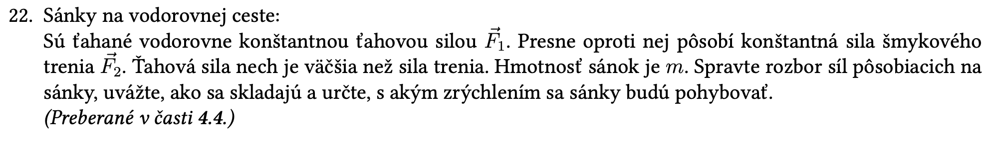 22. Sánky na vodorovnej ceste:
Sú ťahané vodorovne konštantnou ťahovou silou $\vec{F}_1$. Presne oproti nej pôsobí konštantná sila šmykového
trenia $\vec{F}_2$. Ťahová sila nech je väčšia než sila trenia. Hmotnosť sánok je $m$. Spravte rozbor síl pôsobiacich na
sánky, uvážte, ako sa skladajú a určte, s akým zrýchlením sa sánky budú pohybovať.
(Preberané v časti 4.4.)